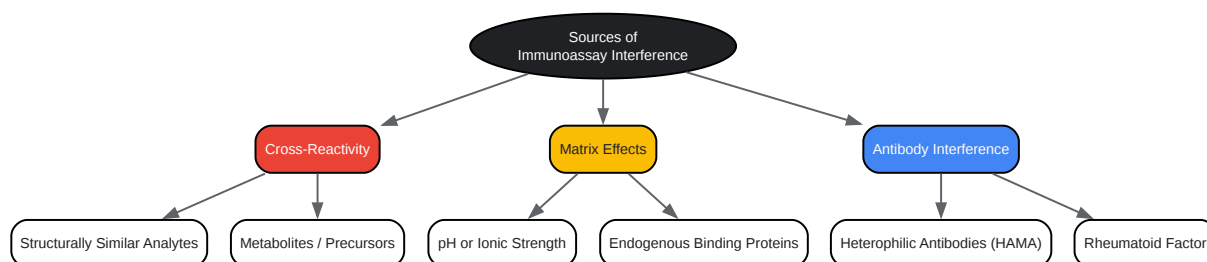 Sources of
Immunoassay Interference
Cross-Reactivity
Matrix Effects
Antibody Interference
Structurally Similar Analytes
Metabolites / Precursors
pH or Ionic Strength
Endogenous Binding Proteins
Heterophilic Antibodies (HAMA)
Rheumatoid Factor